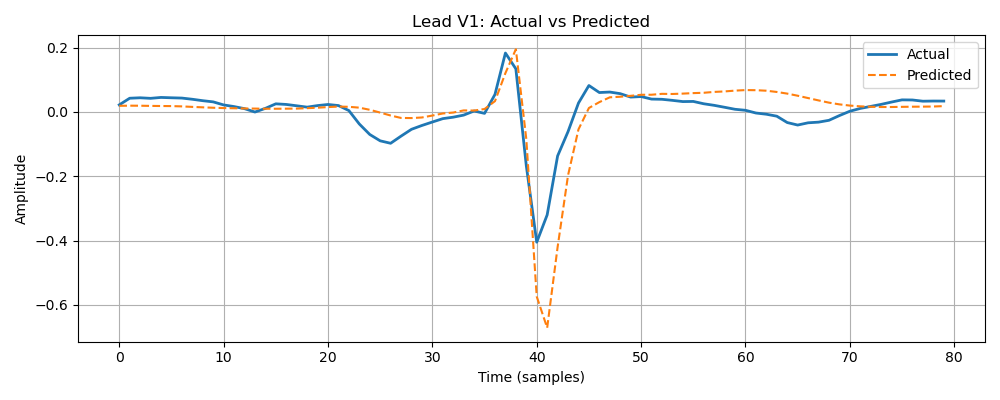 Lead V1: Actual vs Predicted
Actual
Predicted
0.2
0.0
−0.2
−0.4
−0.6
Amplitude
0 10 20 30 40 50 60 70 80
Time (samples)